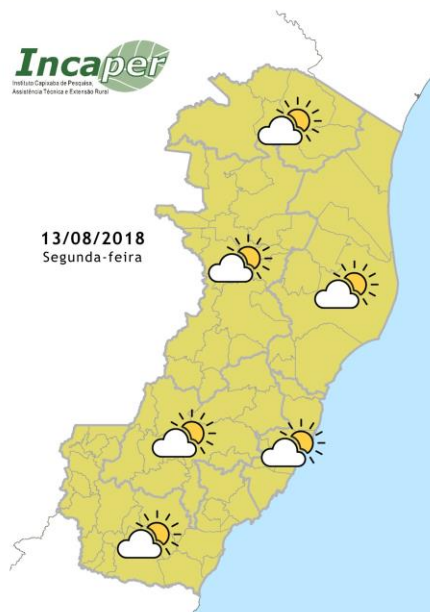 Incaper
Instituto Capixaba de Pesquisa,
Assistência Técnica e Extensão Rural
13/08/2018
Segunda-feira